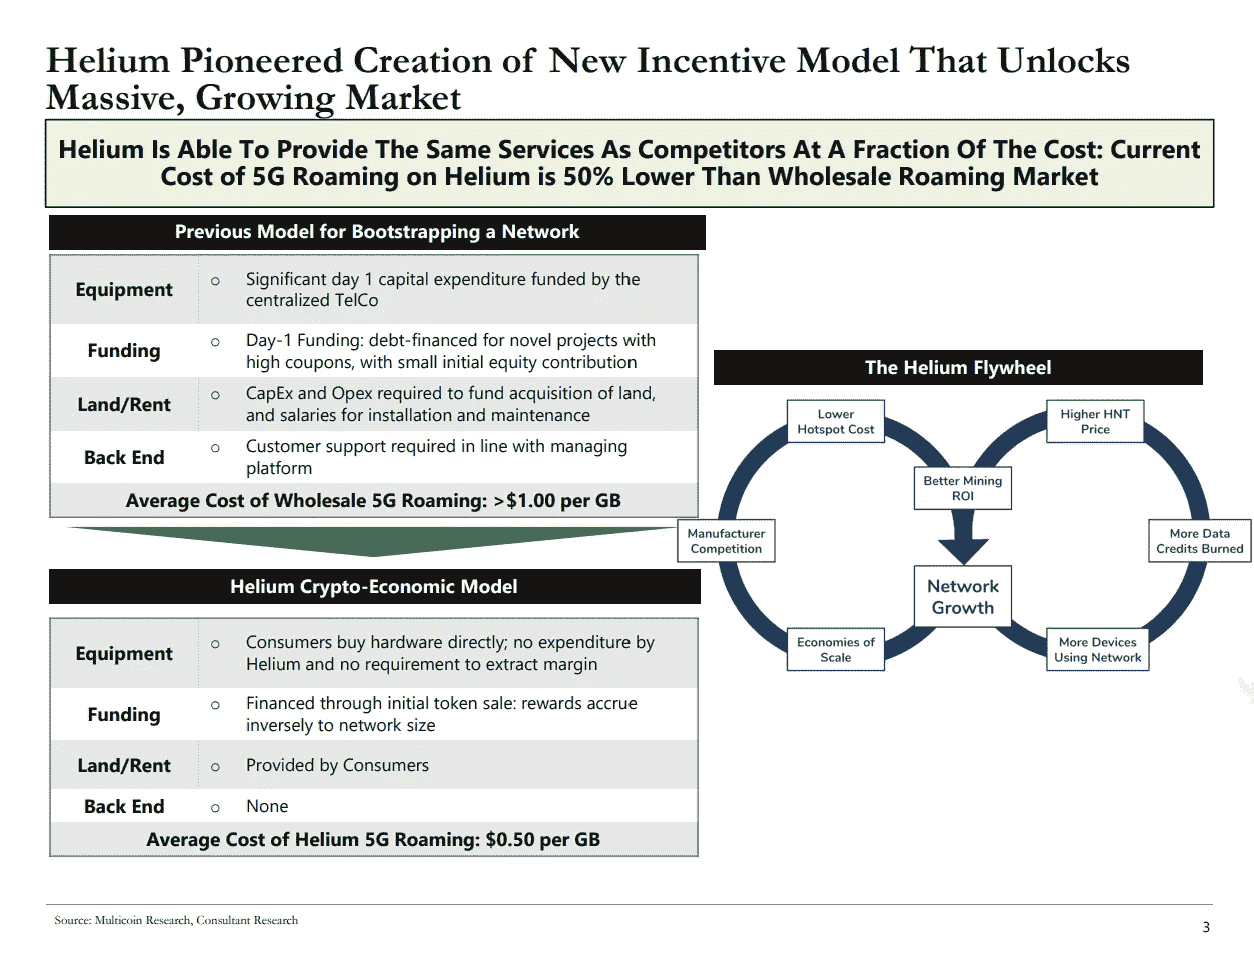 Helium Pioneered Creation of New Incentive Model That Unlocks
Massive, Growing Market
Helium Is Able To Provide The Same Services As Competitors At A Fraction Of The Cost: Current
Cost of 5G Roaming on Helium is 50% Lower Than Wholesale Roaming Market
Previous Model for Bootstrapping a Network
Equipment
○ Significant day 1 capital expenditure funded by the
centralized TelCo
Funding
○ Day-1 Funding: debt-financed for novel projects with
high coupons, with small initial equity contribution
Land/Rent
○ CapEx and Opex required to fund acquisition of land,
and salaries for installation and maintenance
Back End
○ Customer support required in line with managing
platform
Average Cost of Wholesale 5G Roaming: >$1.00 per GB
Helium Crypto-Economic Model
Equipment
○ Consumers buy hardware directly; no expenditure by
Helium and no requirement to extract margin
Funding
○ Financed through initial token sale: rewards accrue
inversely to network size
Land/Rent
○ Provided by Consumers
Back End
○ None
Average Cost of Helium 5G Roaming: $0.50 per GB
The Helium Flywheel
Lower
Hotspot Cost
Higher HNT
Price
Better Mining
ROI
Manufacturer
Competition
More Data
Credits Burned
Network
Growth
Economies of
Scale
More Devices
Using Network
Source: Multicoin Research, Consultant Research
3